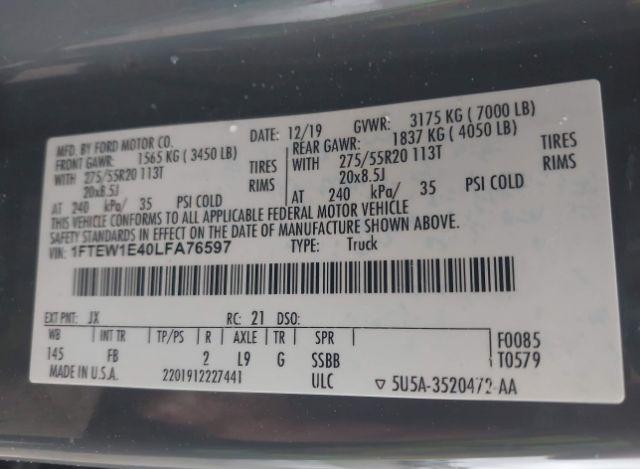 MFD. BY FORD MOTOR CO. DATE: 12/19 GVWR: 3175 KG ( 7000 LB)
FRONT GAWR: 1565 KG ( 3450 LB) REAR GAWR: 1837 KG ( 4050 LB)
WITH 275/55R20 113T TIRES WITH 275/55R20 113T TIRES
20x8.5J RIMS 20x8.5J RIMS
AT 240 kPa/ 35 PSI COLD AT 240 kPa/ 35 PSI COLD
THIS VEHICLE CONFORMS TO ALL APPLICABLE FEDERAL MOTOR VEHICLE
SAFETY STANDARDS IN EFFECT ON THE DATE OF MANUFACTURE SHOWN ABOVE.
VIN: 1FTEW1E40LFA76597 TYPE: Truck
EXT PNT: JX RC: 21 DSO:
WB INT TR TP/PS R AXLE TR SPR F0085
145 FB 2 L9 G SSBB T0579
MADE IN U.S.A. 2201912227441 ULC ▽ 5U5A-3520472-AA